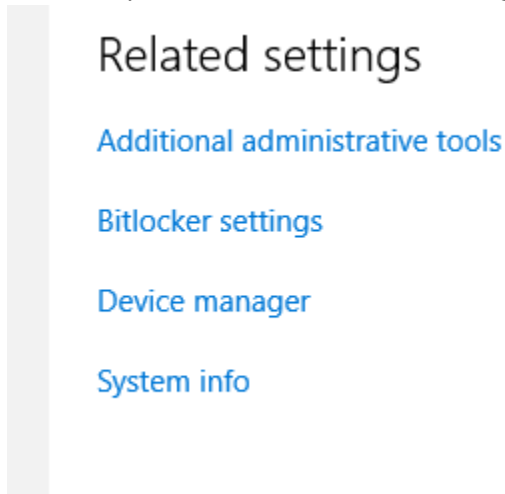 Related settings
Additional administrative tools
Bitlocker settings
Device manager
System info